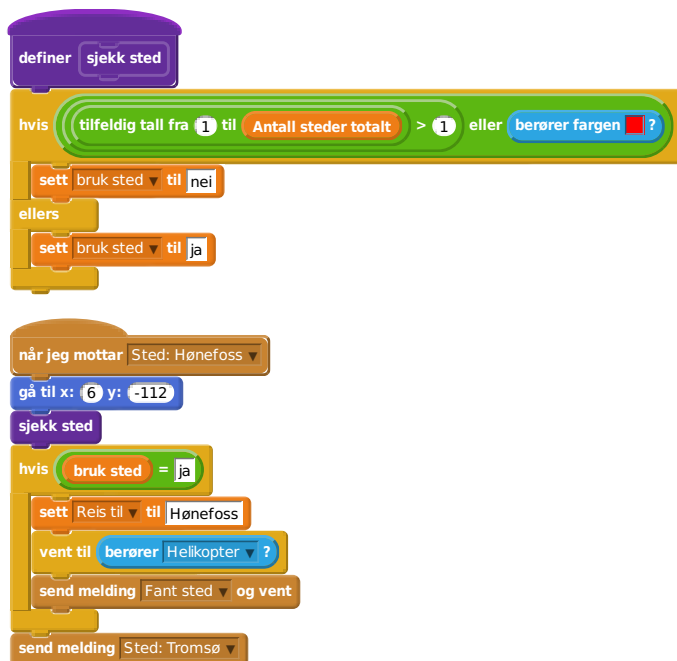 definer sjekk sted
hvis tilfeldig tall fra 1 til Antall steder totalt > 1 eller berører fargen ?
sett bruk sted til nei
ellers
sett bruk sted til ja
når jeg mottar Sted: Hønefoss
gå til x: 6 y: -112
sjekk sted
hvis bruk sted = ja
sett Reis til til Hønefoss
vent til berører Helikopter ?
send melding Fant sted og vent
send melding Sted: Tromsø